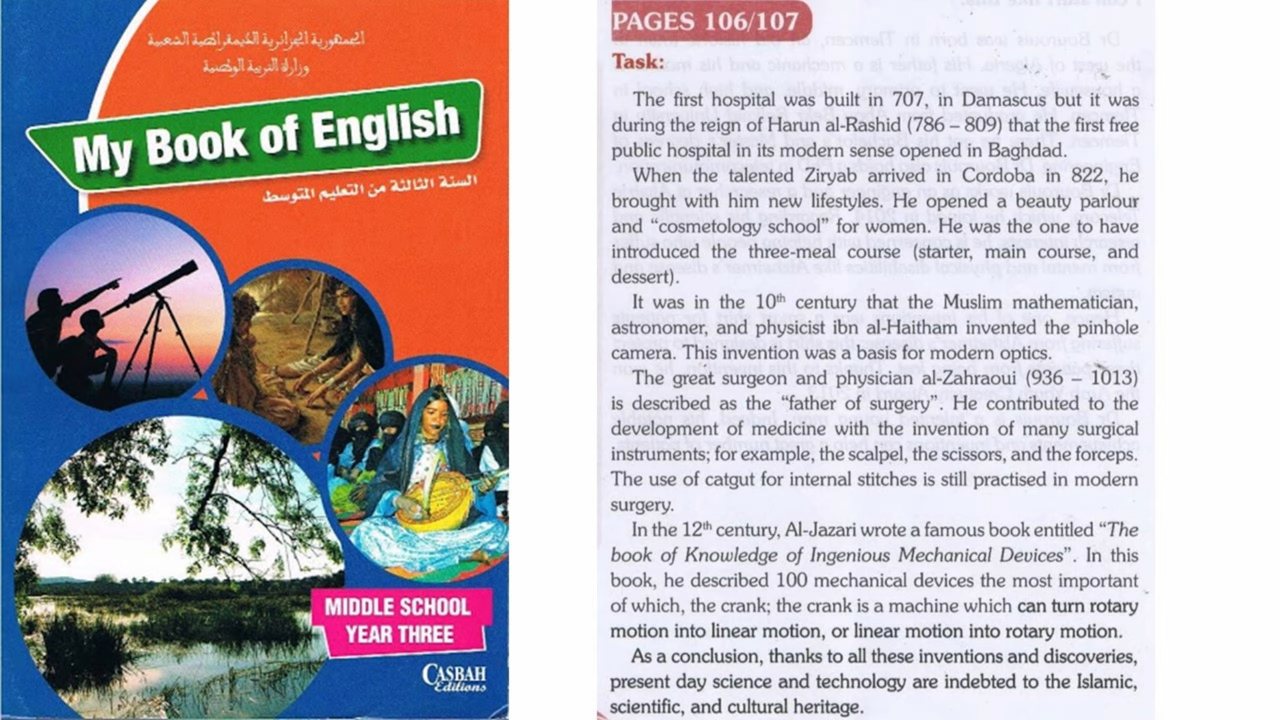 الجمهورية الجزائرية الديمقراطية الشعبية
وزارة التربية الوطنية
My Book of English
السنة الثالثة من التعليم المتوسط
MIDDLE SCHOOL
YEAR THREE
CASBAH
Editions
PAGES 106/107
Task:
The first hospital was built in 707, in Damascus but it was
during the reign of Harun al-Rashid (786 – 809) that the first free
public hospital in its modern sense opened in Baghdad.
When the talented Ziryab arrived in Cordoba in 822, he
brought with him new lifestyles. He opened a beauty parlour
and “cosmetology school” for women. He was the one to have
introduced the three-meal course (starter, main course, and
dessert).
It was in the 10th century that the Muslim mathematician,
astronomer, and physicist ibn al-Haitham invented the pinhole
camera. This invention was a basis for modern optics.
The great surgeon and physician al-Zahraoui (936 – 1013)
is described as the “father of surgery”. He contributed to the
development of medicine with the invention of many surgical
instruments; for example, the scalpel, the scissors, and the forceps.
The use of catgut for internal stitches is still practised in modern
surgery.
In the 12th century, Al-Jazari wrote a famous book entitled “The
book of Knowledge of Ingenious Mechanical Devices”. In this
book, he described 100 mechanical devices the most important
of which, the crank; the crank is a machine which can turn rotary
motion into linear motion, or linear motion into rotary motion.
As a conclusion, thanks to all these inventions and discoveries,
present day science and technology are indebted to the Islamic,
scientific, and cultural heritage.